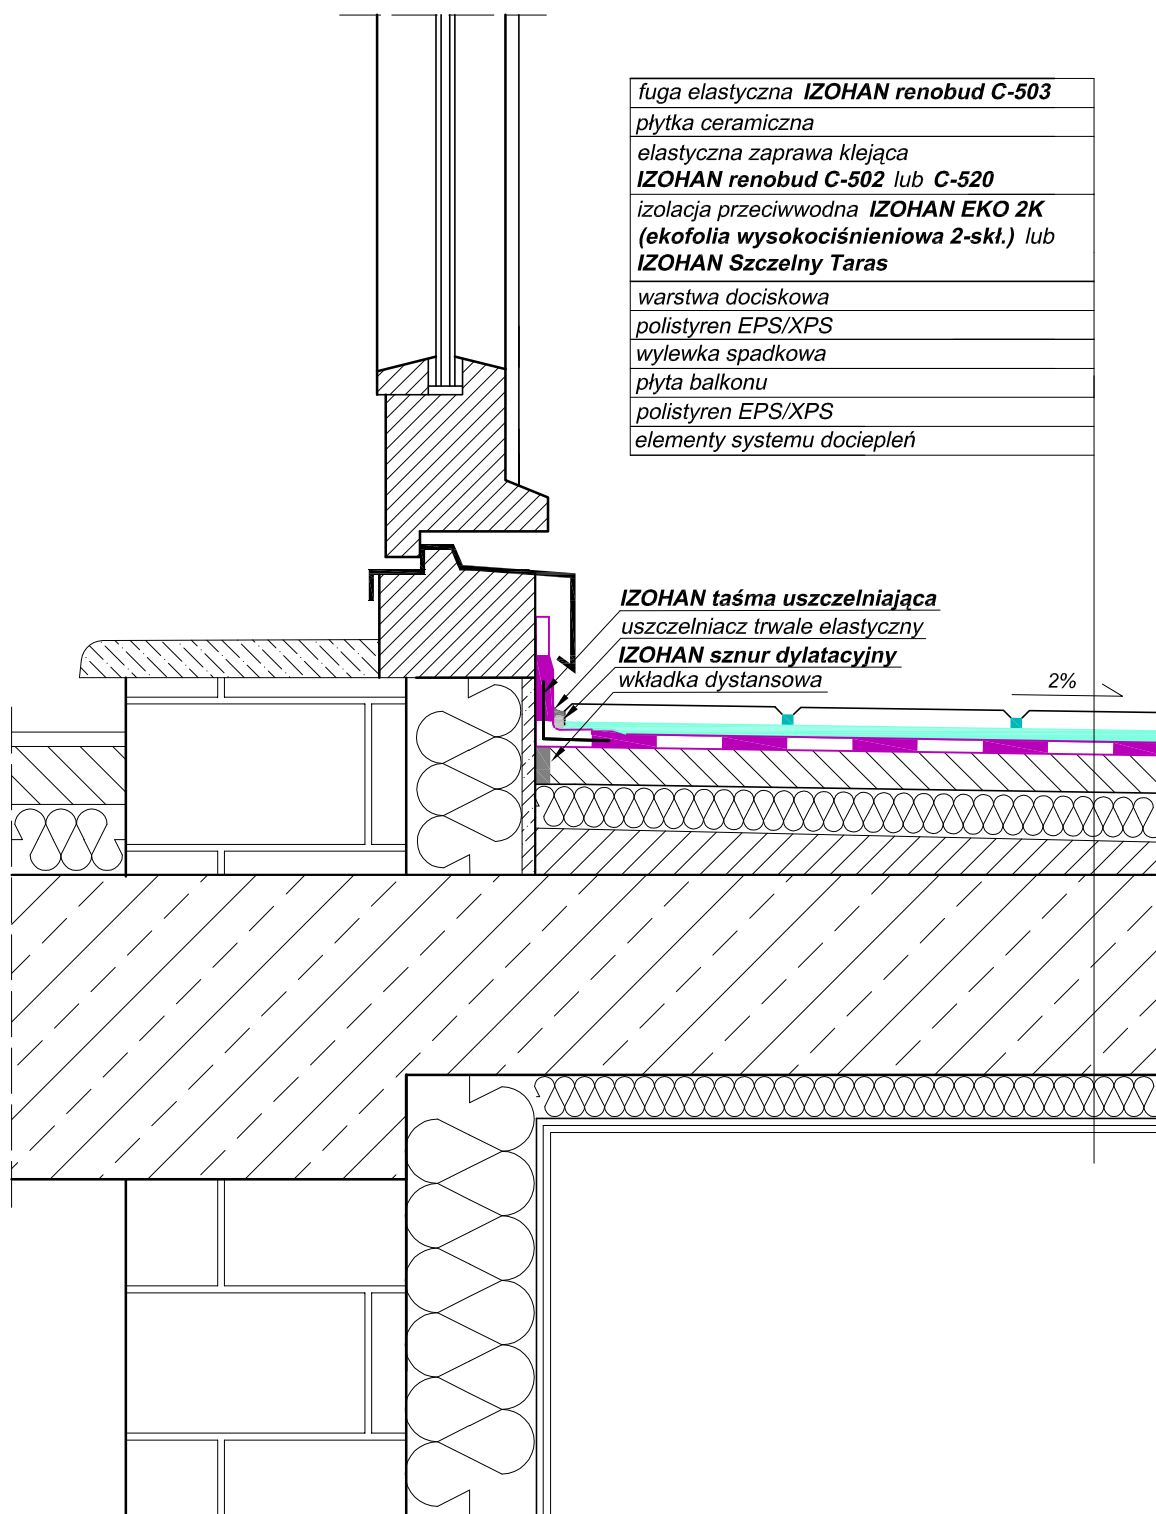 fuga elastyczna IZOHAN renobud C-503
płytka ceramiczna
elastyczna zaprawa klejąca
IZOHAN renobud C-502 lub C-520
izolacja przeciwwodna IZOHAN EKO 2K
(ekofolia wysokociśnieniowa 2-skł.) lub
IZOHAN Szczelny Taras
warstwa dociskowa
polistyren EPS/XPS
wylewka spadkowa
płyta balkonu
polistyren EPS/XPS
elementy systemu dociepleń
IZOHAN taśma uszczelniająca
uszczelniacz trwale elastyczny
IZOHAN sznur dylatacyjny
wkładka dystansowa
2%